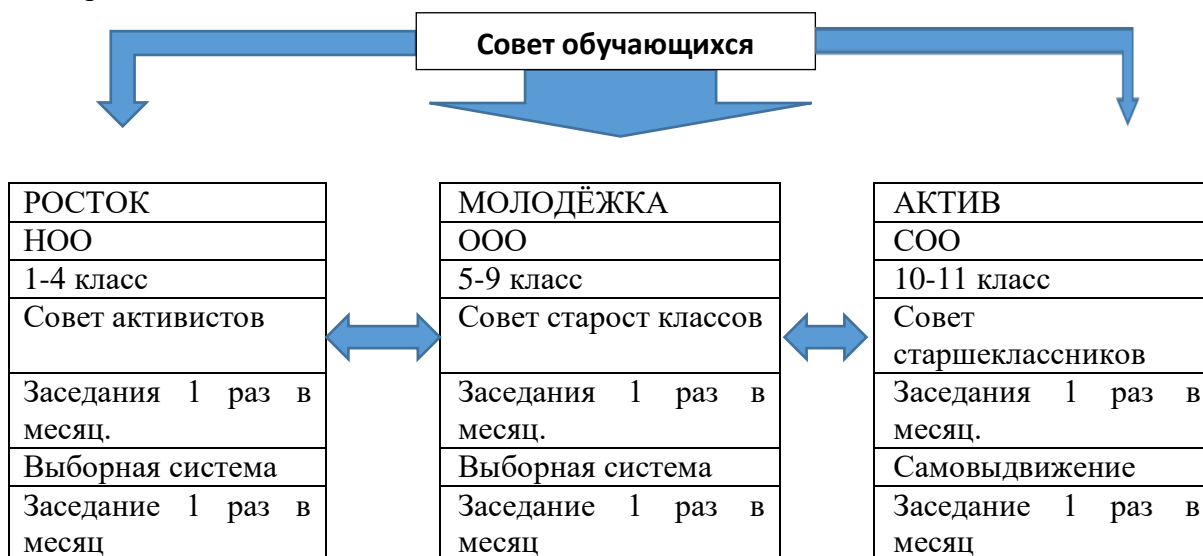 Совет обучающихся
РОСТОК
НОО
1-4 класс
Совет активистов
Заседания 1 раз в
месяц.
Выборная система
Заседание 1 раз в
месяц
МОЛОДЁЖКА
ООО
5-9 класс
Совет старост классов
Заседания 1 раз в
месяц.
Выборная система
Заседание 1 раз в
месяц
АКТИВ
СОО
10-11 класс
Совет
старшеклассников
Заседания 1 раз в
месяц.
Самовыдвижение
Заседание 1 раз в
месяц